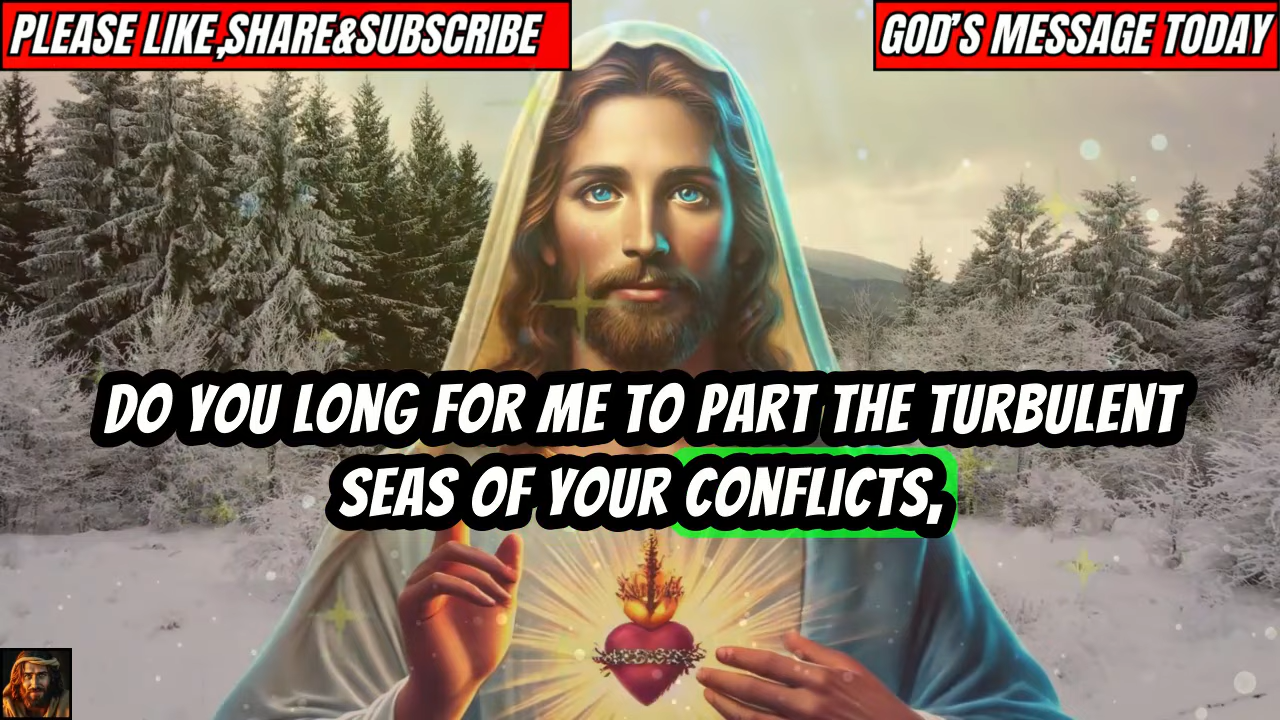 PLEASE LIKE,SHARE&SUBSCRIBE
GOD'S MESSAGE TODAY
DO YOU LONG FOR ME TO PART THE TURBULENT
SEAS OF YOUR CONFLICTS,